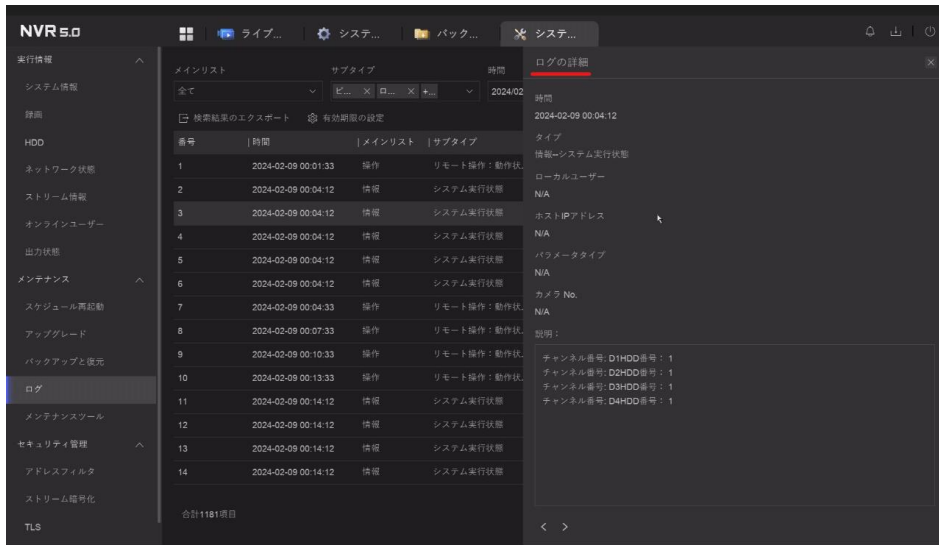 NVR 5.0
ライブ...
システ...
バック...
システ...
実行情報
システム情報
録画
HDD
ネットワーク状態
ストリーム情報
オンラインユーザー
出力状態
メンテナンス
スケジュール再起動
アップグレード
バックアップと復元
ログ
メンテナンスツール
セキュリティ管理
アドレスフィルタ
ストリーム暗号化
TLS
メインリスト サブタイプ 時間
全て ビ... × ロ... × +... 2024/02
検索結果のエクスポート 有効期限の設定
番号 |時間 |メインリスト |サブタイプ
1 2024-02-09 00:01:33 操作 リモート操作：動作状..
2 2024-02-09 00:04:12 情報 システム実行状態
3 2024-02-09 00:04:12 情報 システム実行状態
4 2024-02-09 00:04:12 情報 システム実行状態
5 2024-02-09 00:04:12 情報 システム実行状態
6 2024-02-09 00:04:12 情報 システム実行状態
7 2024-02-09 00:04:33 操作 リモート操作：動作状..
8 2024-02-09 00:07:33 操作 リモート操作：動作状..
9 2024-02-09 00:10:33 操作 リモート操作：動作状..
10 2024-02-09 00:13:33 操作 リモート操作：動作状..
11 2024-02-09 00:14:12 情報 システム実行状態
12 2024-02-09 00:14:12 情報 システム実行状態
13 2024-02-09 00:14:12 情報 システム実行状態
14 2024-02-09 00:14:12 情報 システム実行状態
合計1181項目
ログの詳細
時間
2024-02-09 00:04:12
タイプ
情報--システム実行状態
ローカルユーザー
N/A
ホストIPアドレス
N/A
パラメータタイプ
N/A
カメラ No.
N/A
説明：
チャンネル番号: D1HDD番号： 1
チャンネル番号: D2HDD番号： 1
チャンネル番号: D3HDD番号： 1
チャンネル番号: D4HDD番号： 1